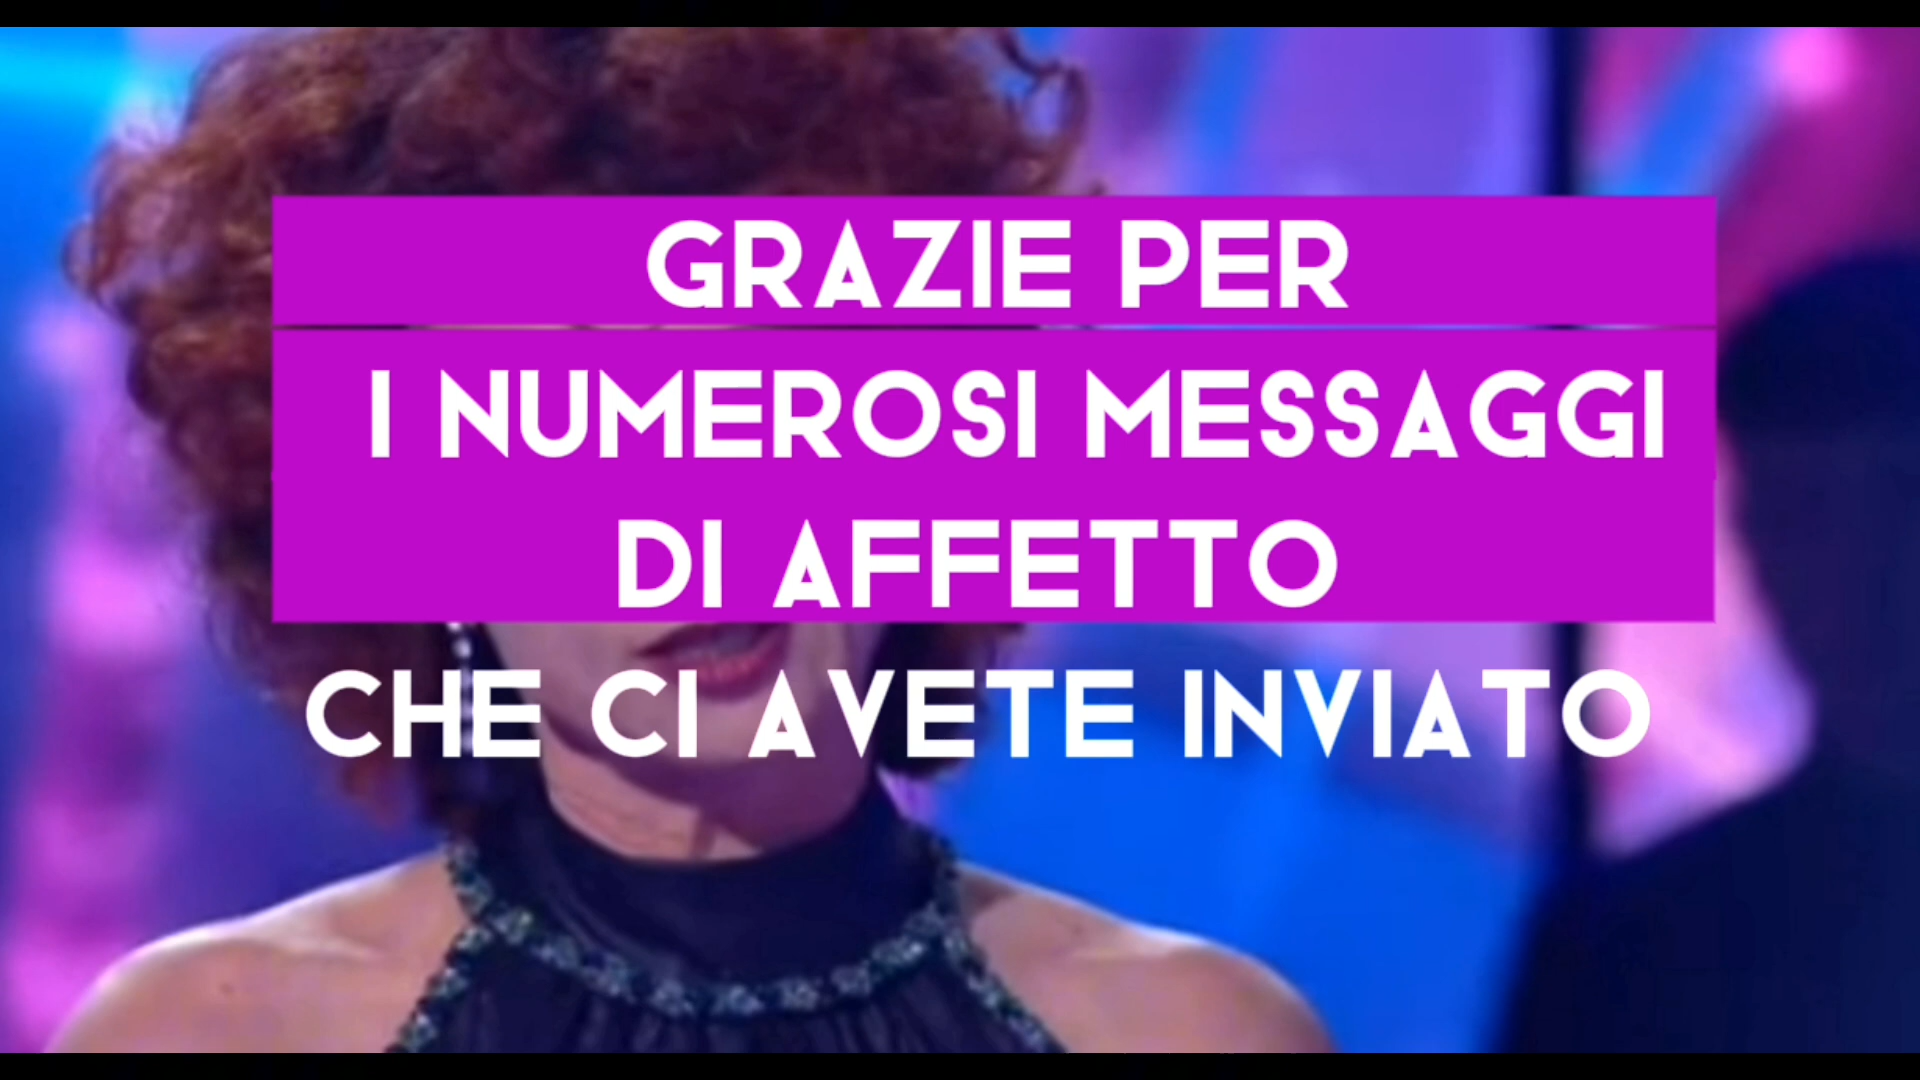 GRAZIE PER
I NUMEROSI MESSAGGI
DI AFFETTO
CHE CI AVETE INVIATO